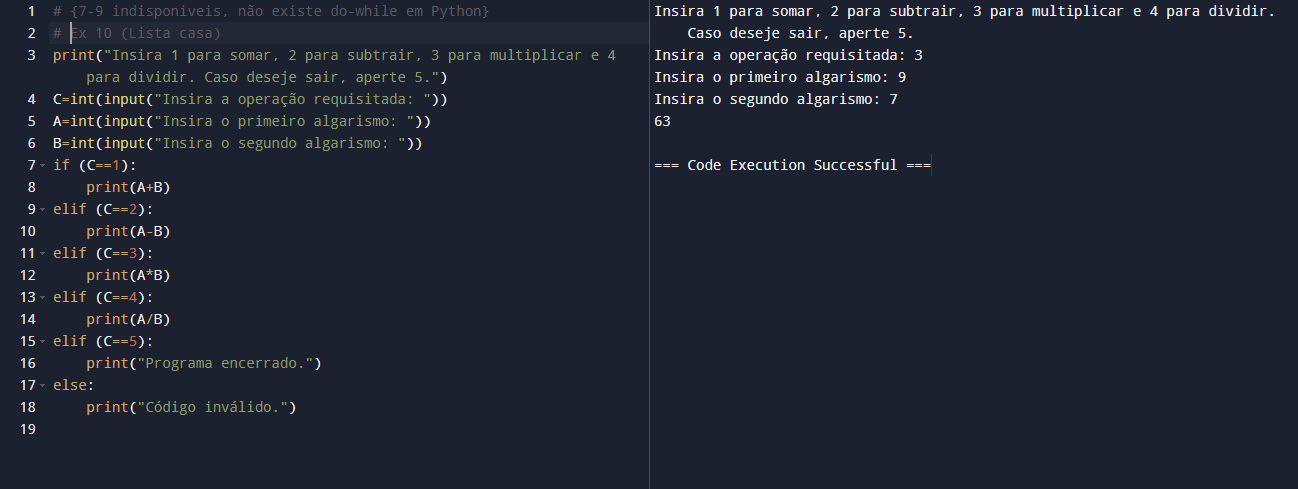 1 # {7-9 indisponiveis, não existe do-while em Python}
2 # Ex 10 (Lista casa)
3 print("Insira 1 para somar, 2 para subtrair, 3 para multiplicar e 4
para dividir. Caso deseje sair, aperte 5.")
4 C=int(input("Insira a operação requisitada: "))
5 A=int(input("Insira o primeiro algarismo: "))
6 B=int(input("Insira o segundo algarismo: "))
7 if (C==1):
8     print(A+B)
9 elif (C==2):
10     print(A-B)
11 elif (C==3):
12     print(A*B)
13 elif (C==4):
14     print(A/B)
15 elif (C==5):
16     print("Programa encerrado.")
17 else:
18     print("Código inválido.")
19
Insira 1 para somar, 2 para subtrair, 3 para multiplicar e 4 para dividir.
Caso deseje sair, aperte 5.
Insira a operação requisitada: 3
Insira o primeiro algarismo: 9
Insira o segundo algarismo: 7
63
=== Code Execution Successful ===